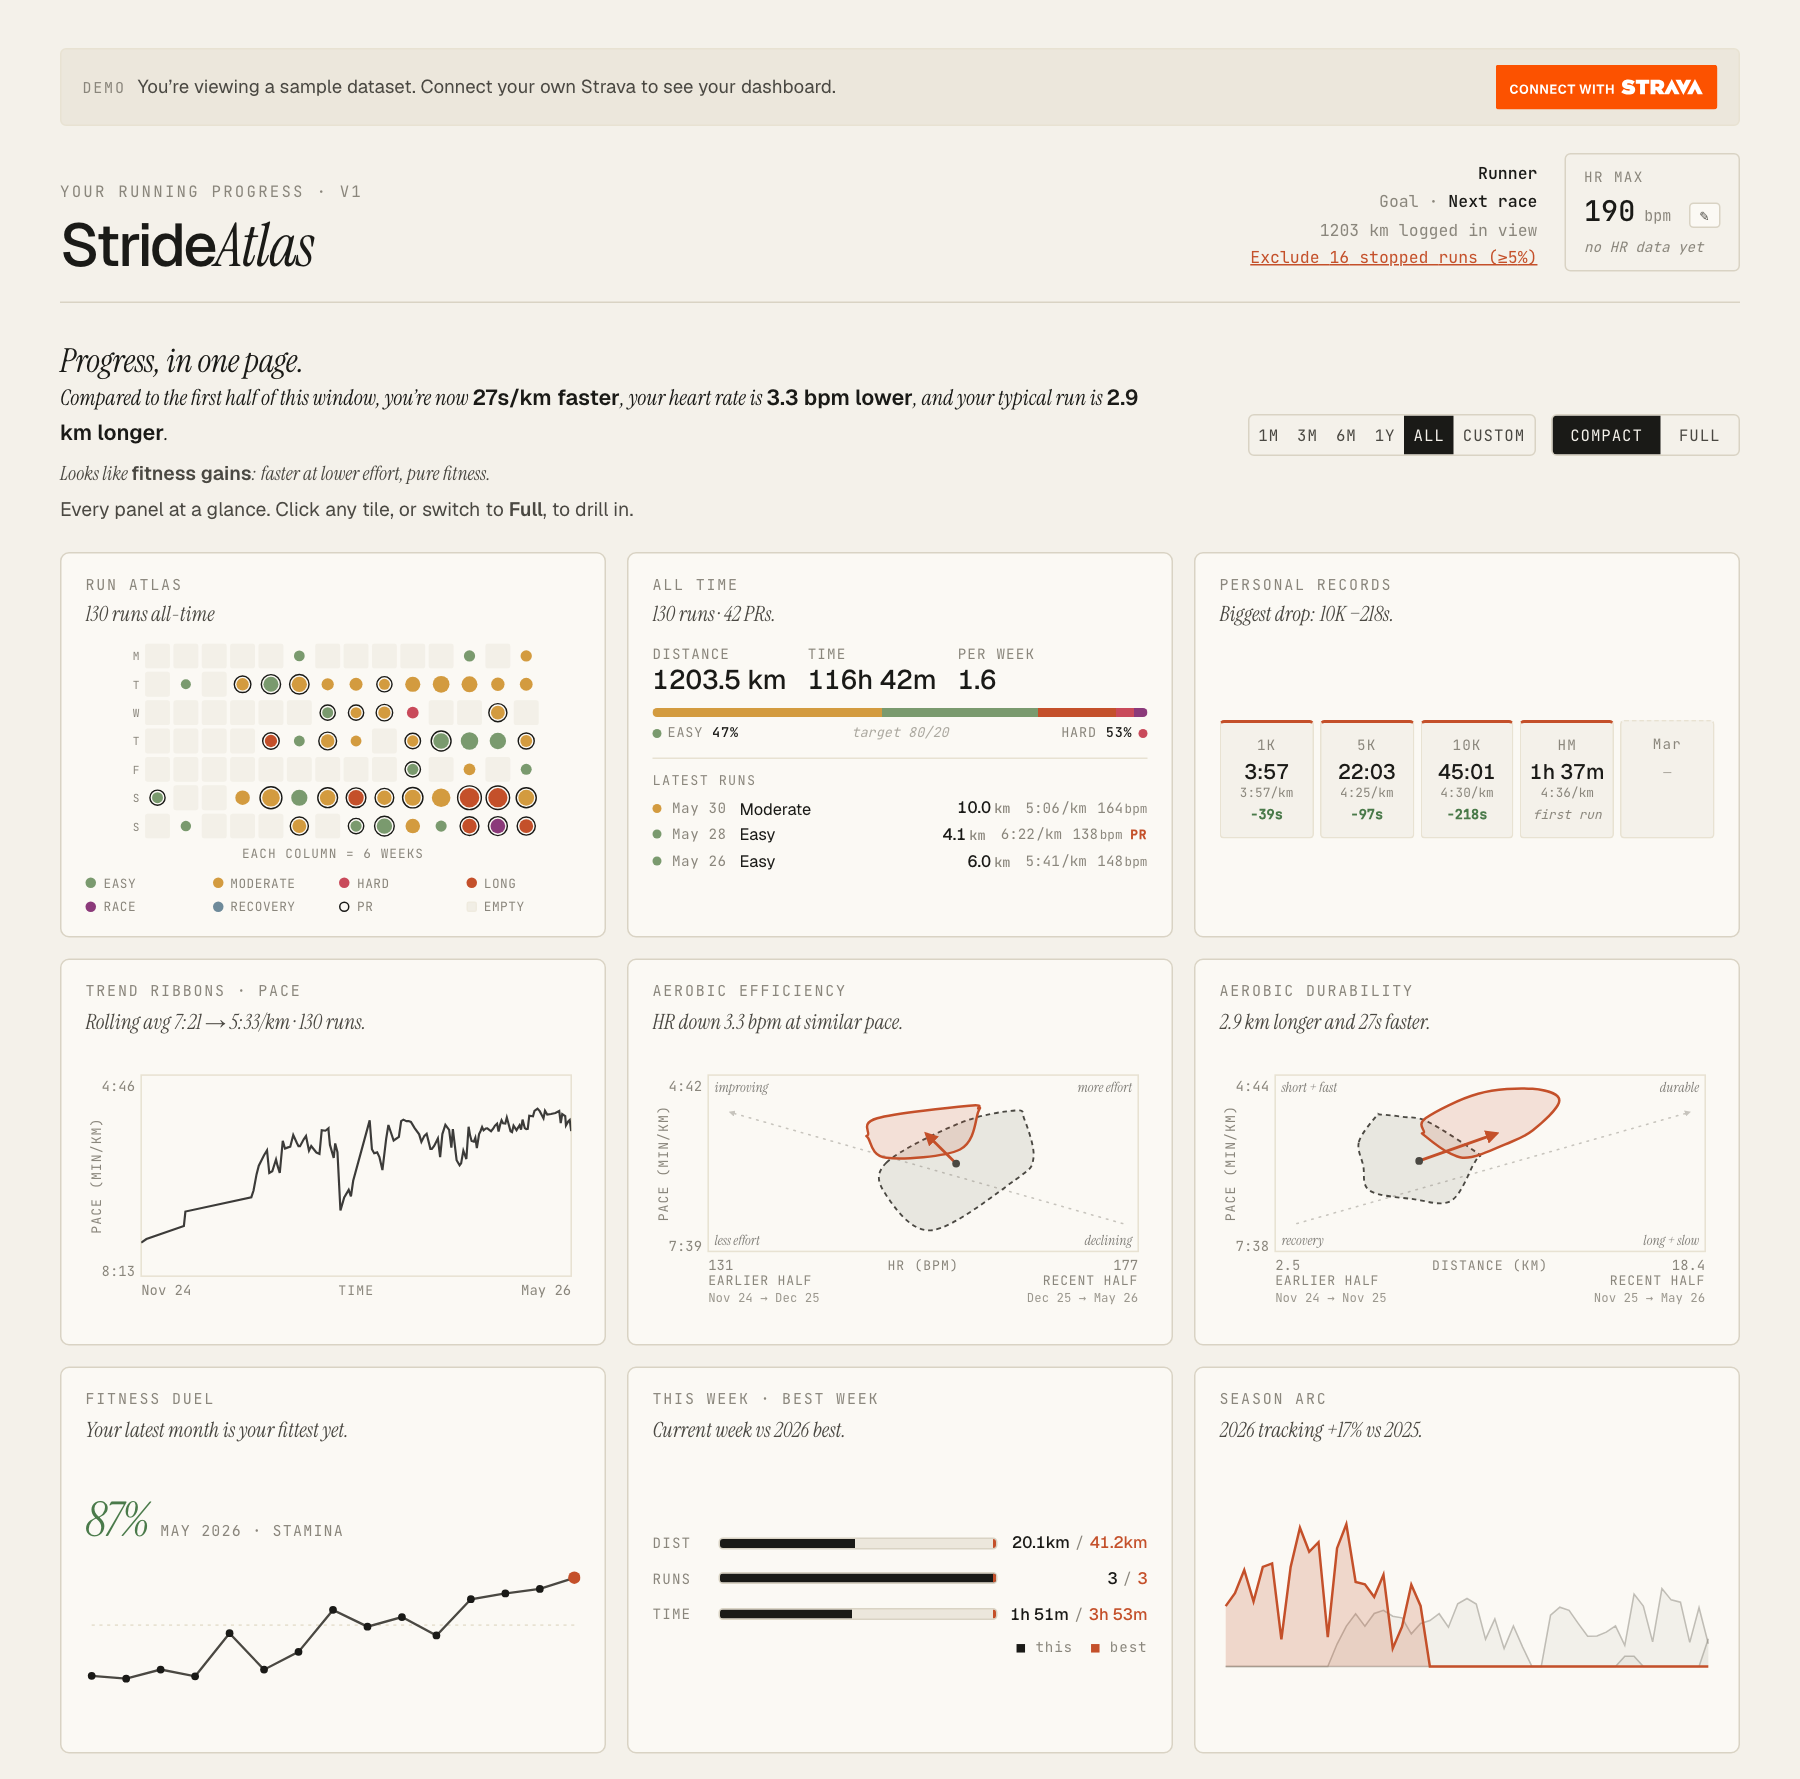 DEMO You're viewing a sample dataset. Connect your own Strava to see your dashboard.
CONNECT WITH STRAVA
YOUR RUNNING PROGRESS · V1
StrideAtlas
Runner
Goal · Next race
1203 km logged in view
Exclude 16 stopped runs (≥5%)
HR MAX
190 bpm ✎
no HR data yet
Progress, in one page.
Compared to the first half of this window, you're now 27s/km faster, your heart rate is 3.3 bpm lower, and your typical run is 2.9
km longer.
Looks like fitness gains: faster at lower effort, pure fitness.
Every panel at a glance. Click any tile, or switch to Full, to drill in.
1M 3M 6M 1Y ALL CUSTOM
COMPACT FULL
RUN ATLAS
130 runs all-time
M
T
W
T
F
S
S
EACH COLUMN = 6 WEEKS
EASY MODERATE HARD LONG
RACE RECOVERY PR EMPTY
ALL TIME
130 runs · 42 PRs.
DISTANCE TIME PER WEEK
1203.5 km 116h 42m 1.6
EASY 47% target 80/20 HARD 53%
LATEST RUNS
May 30 Moderate 10.0 km 5:06/km 164bpm
May 28 Easy 4.1 km 6:22/km 138bpm PR
May 26 Easy 6.0 km 5:41/km 148bpm
PERSONAL RECORDS
Biggest drop: 10K −218s.
1K 5K 10K HM Mar
3:57 22:03 45:01 1h 37m —
3:57/km 4:25/km 4:30/km 4:36/km
-39s -97s -218s first run
TREND RIBBONS · PACE
Rolling avg 7:21 → 5:33/km · 130 runs.
4:46
PACE (MIN/KM)
8:13
Nov 24 TIME May 26
AEROBIC EFFICIENCY
HR down 3.3 bpm at similar pace.
4:42
improving more effort
PACE (MIN/KM)
less effort declining
7:39
131 HR (BPM) 177
EARLIER HALF RECENT HALF
Nov 24 → Dec 25 Dec 25 → May 26
AEROBIC DURABILITY
2.9 km longer and 27s faster.
4:44
short + fast durable
PACE (MIN/KM)
recovery long + slow
7:38
2.5 DISTANCE (KM) 18.4
EARLIER HALF RECENT HALF
Nov 24 → Nov 25 Nov 25 → May 26
FITNESS DUEL
Your latest month is your fittest yet.
87% MAY 2026 · STAMINA
THIS WEEK · BEST WEEK
Current week vs 2026 best.
DIST 20.1km / 41.2km
RUNS 3 / 3
TIME 1h 51m / 3h 53m
this best
SEASON ARC
2026 tracking +17% vs 2025.